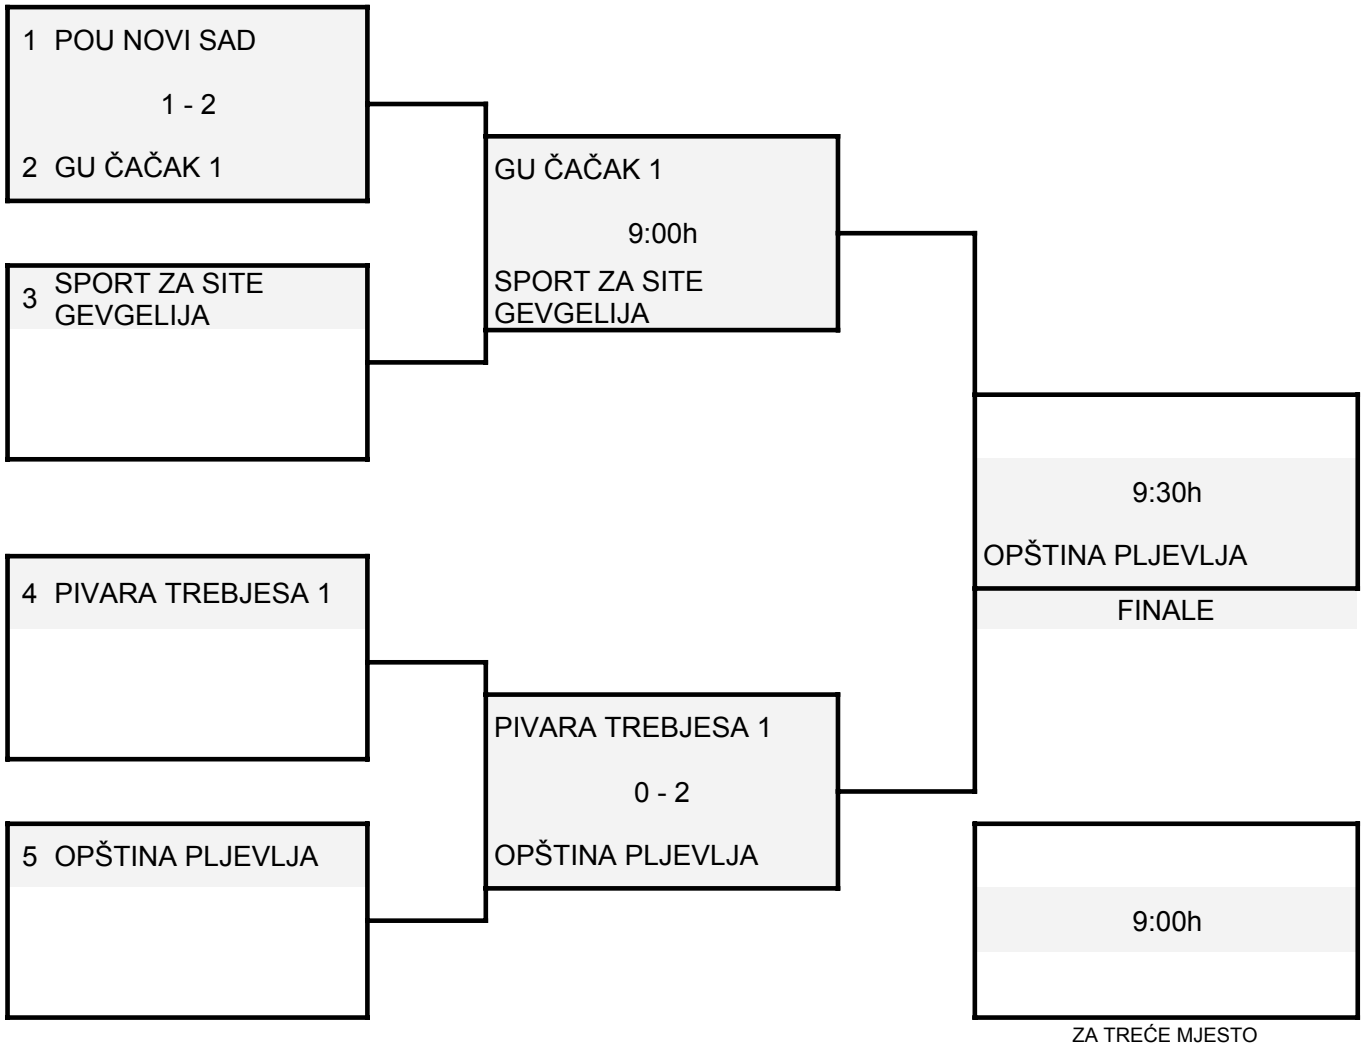 1 POU NOVI SAD
1 - 2
2 GU ČAČAK 1
3 SPORT ZA SITE
GEVGELIJA
4 PIVARA TREBJESA 1
5 OPŠTINA PLJEVLJA
GU ČAČAK 1
9:00h
SPORT ZA SITE
GEVGELIJA
PIVARA TREBJESA 1
0 - 2
OPŠTINA PLJEVLJA
9:30h
OPŠTINA PLJEVLJA
FINALE
9:00h
ZA TREĆE MJESTO